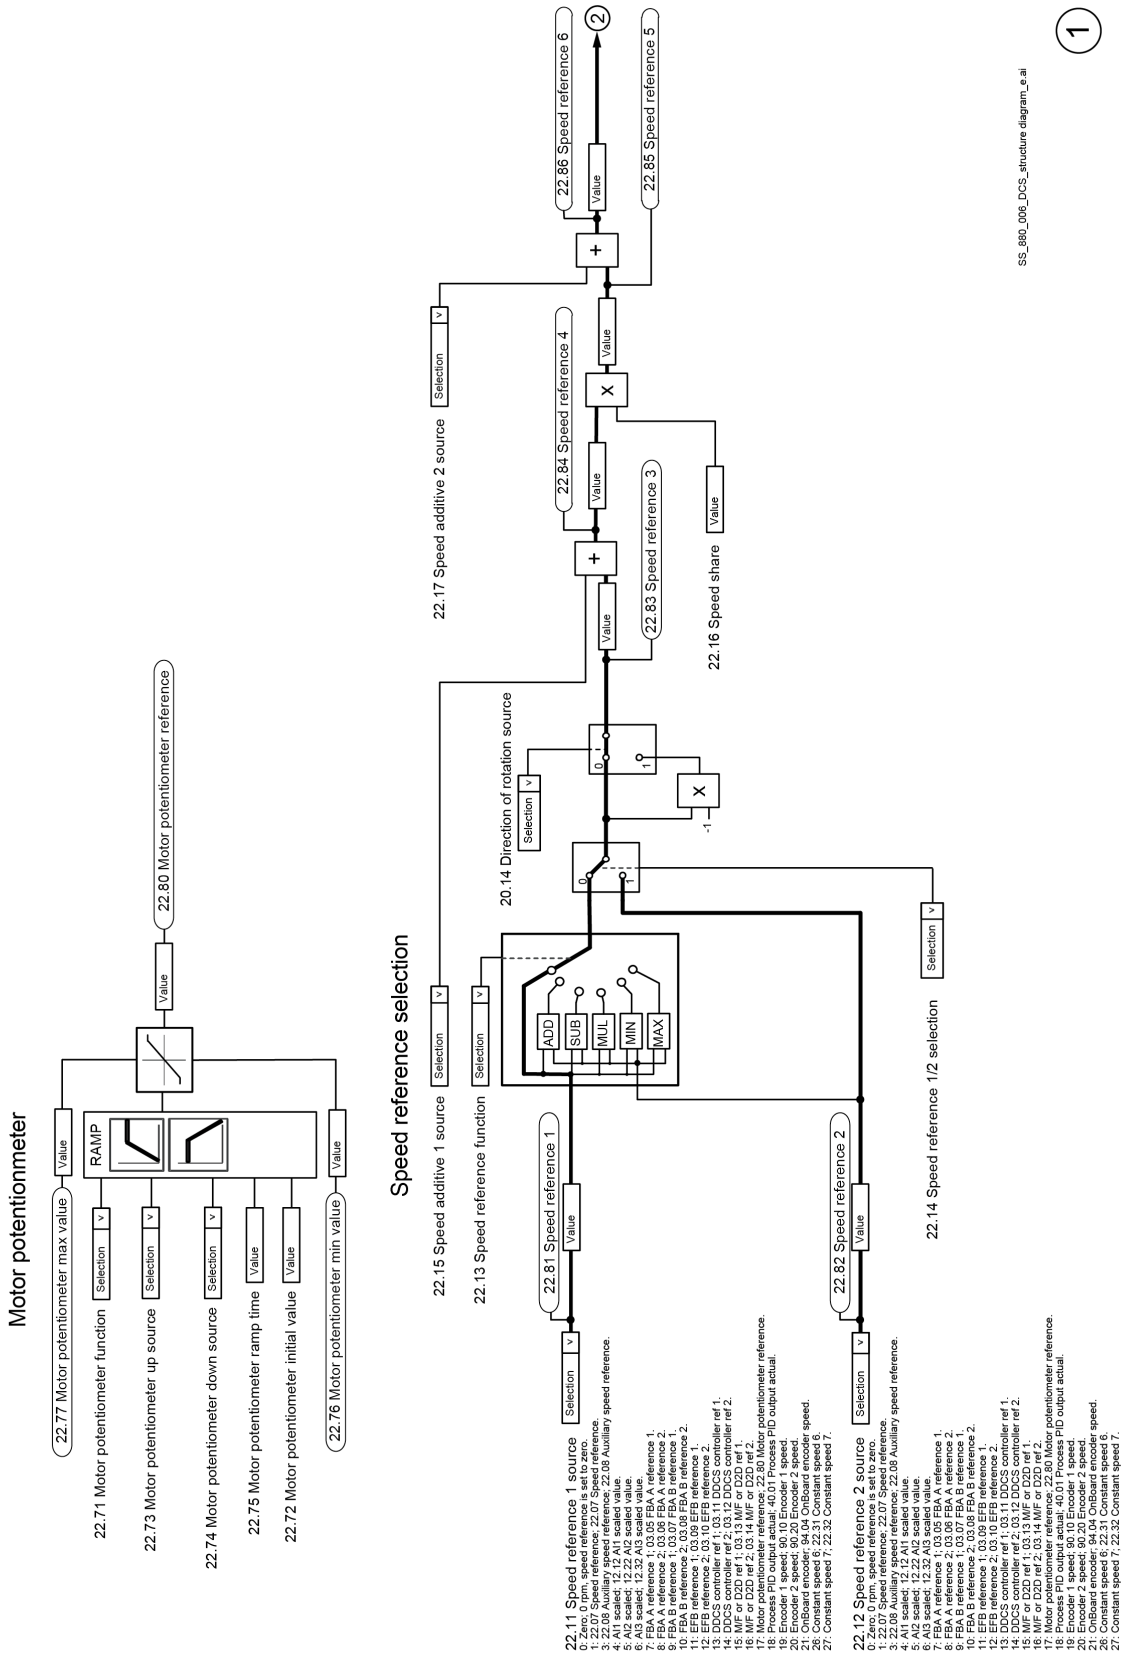 Motor potentionmeter
22.77 Motor potentiometer max value
Value
22.71 Motor potentiometer function
Selection
v
22.73 Motor potentiometer up source
Selection
v
22.74 Motor potentiometer down source
Selection
v
22.75 Motor potentiometer ramp time
Value
22.72 Motor potentiometer initial value
Value
22.76 Motor potentiometer min value
Value
RAMP
Value
22.80 Motor potentiometer reference
Speed reference selection
22.15 Speed additive 1 source
Selection
v
22.13 Speed reference function
Selection
v
22.17 Speed additive 2 source
Selection
v
20.14 Direction of rotation source
Selection
v
22.11 Speed reference 1 source
Selection
v
0: Zero; 0 rpm, speed reference is set to zero.
1: 22.07 Speed reference; 22.07 Speed reference.
3: 22.08 Auxiliary speed reference; 22.08 Auxiliary speed reference.
4: AI1 scaled; 12.12 AI1 scaled value.
5: AI2 scaled; 12.22 AI2 scaled value.
6: AI3 scaled; 12.32 AI3 scaled value.
7: FBA A reference 1; 03.05 FBA A reference 1.
8: FBA A reference 2; 03.06 FBA A reference 2.
9: FBA B reference 1; 03.07 FBA B reference 1.
10: FBA B reference 2; 03.08 FBA B reference 2.
11: EFB reference 1; 03.09 EFB reference 1.
12: EFB reference 2; 03.10 EFB reference 2.
13: DDCS controller ref 1; 03.11 DDCS controller ref 1.
14: DDCS controller ref 2; 03.12 DDCS controller ref 2.
15: M/F or D2D ref 1; 03.13 M/F or D2D ref 1.
16: M/F or D2D ref 2; 03.14 M/F or D2D ref 2.
17: Motor potentiometer reference; 22.80 Motor potentiometer reference.
18: Process PID output actual; 40.01 Process PID output actual.
19: Encoder 1 speed; 90.10 Encoder 1 speed.
20: Encoder 2 speed; 90.20 Encoder 2 speed.
21: OnBoard encoder; 94.04 OnBoard encoder speed.
26: Constant speed 6; 22.31 Constant speed 6.
27: Constant speed 7; 22.32 Constant speed 7.
22.81 Speed reference 1
Value
ADD
SUB
MUL
MIN
MAX
0
1
-1
X
0
1
22.83 Speed reference 3
Value
+
22.84 Speed reference 4
Value
X
22.16 Speed share
Value
Value
22.85 Speed reference 5
+
22.86 Speed reference 6
Value
2
22.12 Speed reference 2 source
Selection
v
0: Zero; 0 rpm, speed reference is set to zero.
1: 22.07 Speed reference; 22.07 Speed reference.
3: 22.08 Auxiliary speed reference; 22.08 Auxiliary speed reference.
4: AI1 scaled; 12.12 AI1 scaled value.
5: AI2 scaled; 12.22 AI2 scaled value.
6: AI3 scaled; 12.32 AI3 scaled value.
7: FBA A reference 1; 03.05 FBA A reference 1.
8: FBA A reference 2; 03.06 FBA A reference 2.
9: FBA B reference 1; 03.07 FBA B reference 1.
10: FBA B reference 2; 03.08 FBA B reference 2.
11: EFB reference 1; 03.09 EFB reference 1.
12: EFB reference 2; 03.10 EFB reference 2.
13: DDCS controller ref 1; 03.11 DDCS controller ref 1.
14: DDCS controller ref 2; 03.12 DDCS controller ref 2.
15: M/F or D2D ref 1; 03.13 M/F or D2D ref 1.
16: M/F or D2D ref 2; 03.14 M/F or D2D ref 2.
17: Motor potentiometer reference; 22.80 Motor potentiometer reference.
18: Process PID output actual; 40.01 Process PID output actual.
19: Encoder 1 speed; 90.10 Encoder 1 speed.
20: Encoder 2 speed; 90.20 Encoder 2 speed.
21: OnBoard encoder; 94.04 OnBoard encoder speed.
26: Constant speed 6; 22.31 Constant speed 6.
27: Constant speed 7; 22.32 Constant speed 7.
22.82 Speed reference 2
Value
22.14 Speed reference 1/2 selection
Selection
v
SS_880_006_DCS_structure diagram_e.ai
1